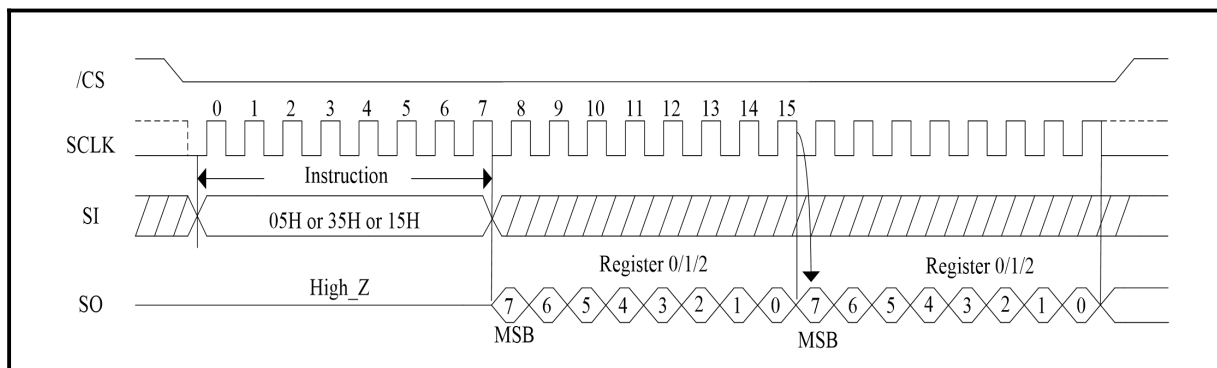 /CS
0 1 2 3 4 5 6 7 8 9 10 11 12 13 14 15
SCLK
Instruction
SI
05H or 35H or 15H
Register 0/1/2
Register 0/1/2
High_Z
SO
7 6 5 4 3 2 1 0 7 6 5 4 3 2 1 0
MSB
MSB